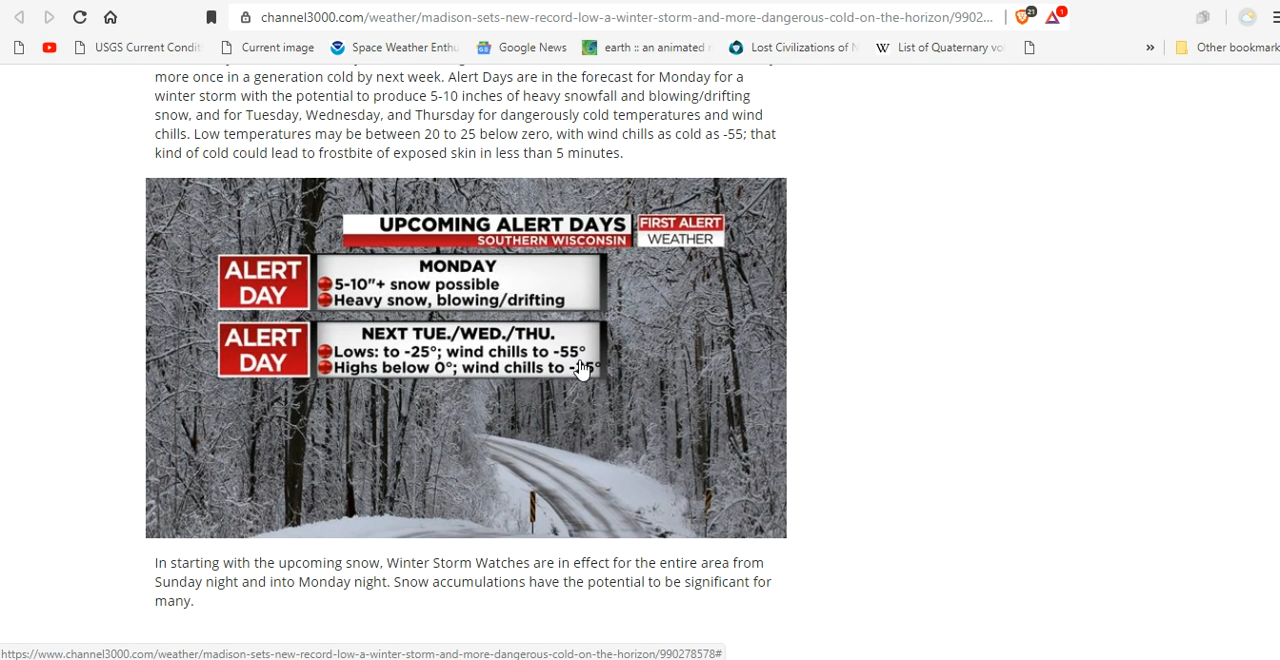 channel3000.com/weather/madison-sets-new-record-low-a-winter-storm-and-more-dangerous-cold-on-the-horizon/9902...
21
1
USGS Current Condit
Current image
Space Weather Enthu
Google News
earth :: an animated
Lost Civilizations of N
W
List of Quaternary vo
»
Other bookmark
more once in a generation cold by next week. Alert Days are in the forecast for Monday for a
winter storm with the potential to produce 5-10 inches of heavy snowfall and blowing/drifting
snow, and for Tuesday, Wednesday, and Thursday for dangerously cold temperatures and wind
chills. Low temperatures may be between 20 to 25 below zero, with wind chills as cold as -55; that
kind of cold could lead to frostbite of exposed skin in less than 5 minutes.
UPCOMING ALERT DAYS
SOUTHERN WISCONSIN
FIRST ALERT
WEATHER
ALERT
DAY
MONDAY
5-10"+ snow possible
Heavy snow, blowing/drifting
ALERT
DAY
NEXT TUE./WED./THU.
Lows: to -25°; wind chills to -55°
Highs below 0°; wind chills to
In starting with the upcoming snow, Winter Storm Watches are in effect for the entire area from
Sunday night and into Monday night. Snow accumulations have the potential to be significant for
many.
https://www.channel3000.com/weather/madison-sets-new-record-low-a-winter-storm-and-more-dangerous-cold-on-the-horizon/990278578#